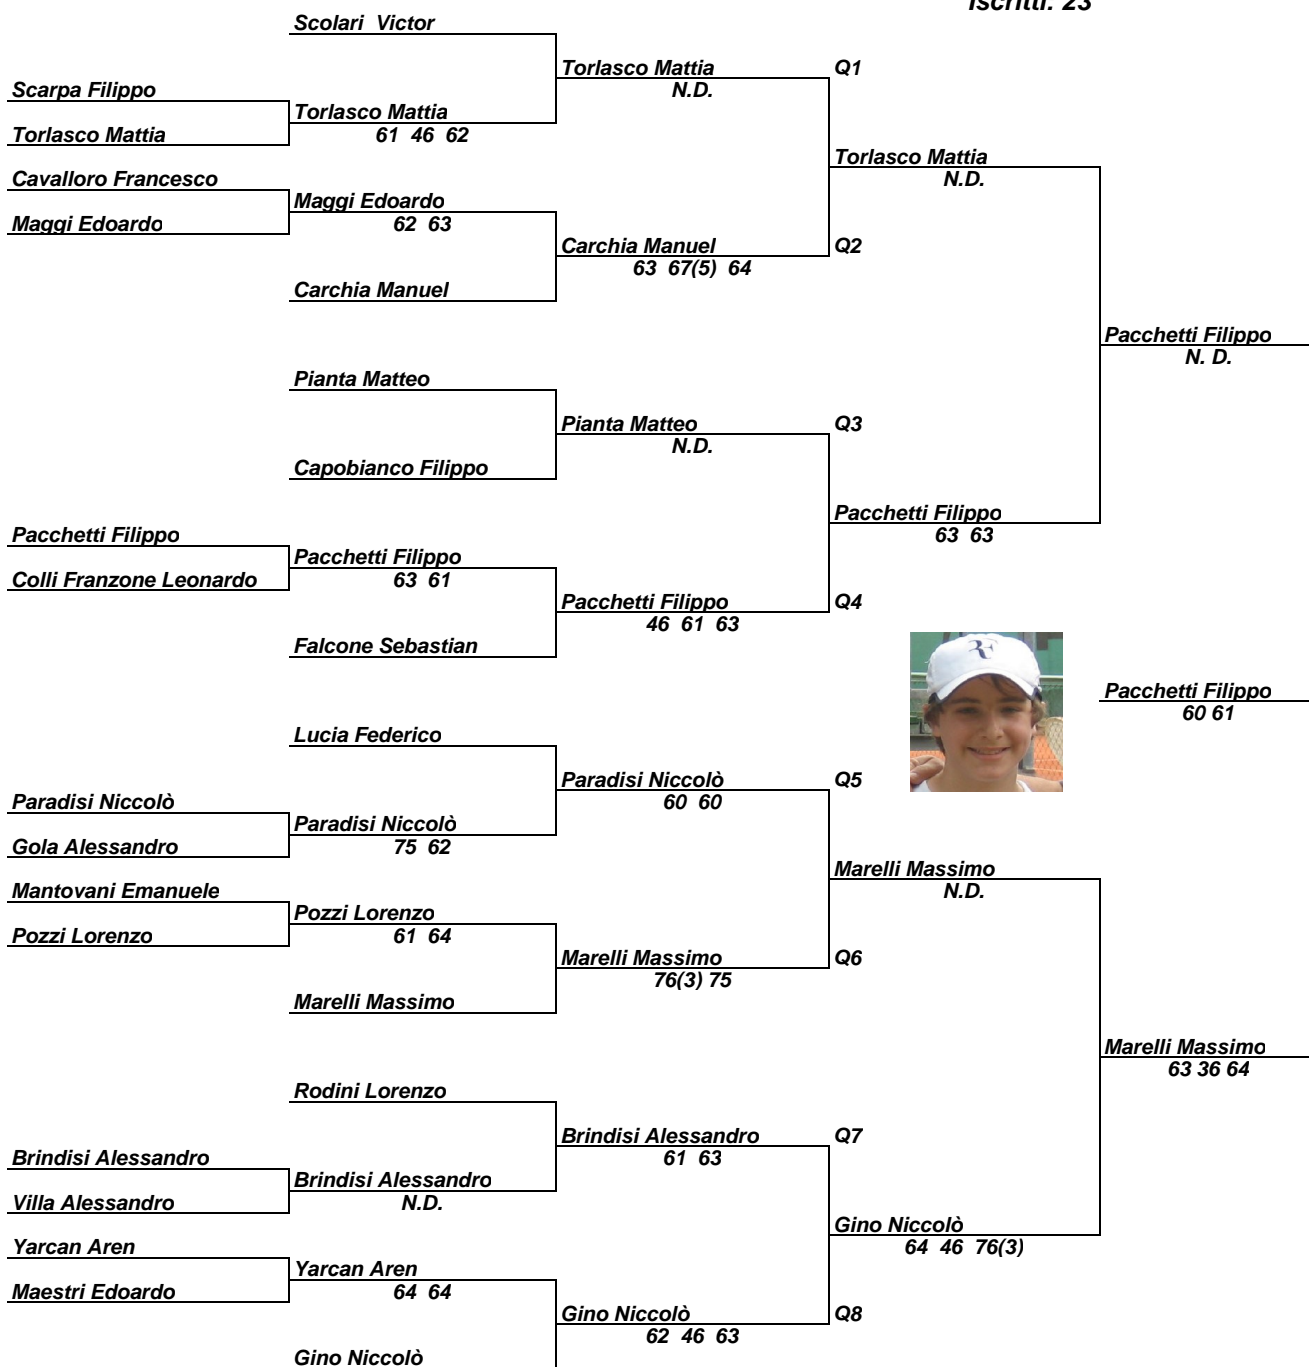 Iscritti: 23
Scolari Victor
Torlasco Mattia Q1
N.D.
Scarpa Filippo
Torlasco Mattia
61 46 62
Torlasco Mattia
Torlasco Mattia
N.D.
Cavalloro Francesco
Maggi Edoardo
62 63
Maggi Edoardo
Carchia Manuel Q2
63 67(5) 64
Carchia Manuel
Pacchetti Filippo
N. D.
Pianta Matteo
Pianta Matteo Q3
N.D.
Capobianco Filippo
Pacchetti Filippo
63 63
Pacchetti Filippo
Pacchetti Filippo
63 61
Colli Franzone Leonardo
Pacchetti Filippo Q4
46 61 63
Falcone Sebastian
RF
Pacchetti Filippo
60 61
Lucia Federico
Paradisi Niccolò Q5
60 60
Paradisi Niccolò
Paradisi Niccolò
75 62
Gola Alessandro
Marelli Massimo
N.D.
Mantovani Emanuele
Pozzi Lorenzo
61 64
Pozzi Lorenzo
Marelli Massimo Q6
76(3) 75
Marelli Massimo
Marelli Massimo
63 36 64
Rodini Lorenzo
Brindisi Alessandro Q7
61 63
Brindisi Alessandro
Brindisi Alessandro
N.D.
Villa Alessandro
Gino Niccolò
64 46 76(3)
Yarcan Aren
Yarcan Aren
64 64
Maestri Edoardo
Gino Niccolò Q8
62 46 63
Gino Niccolò